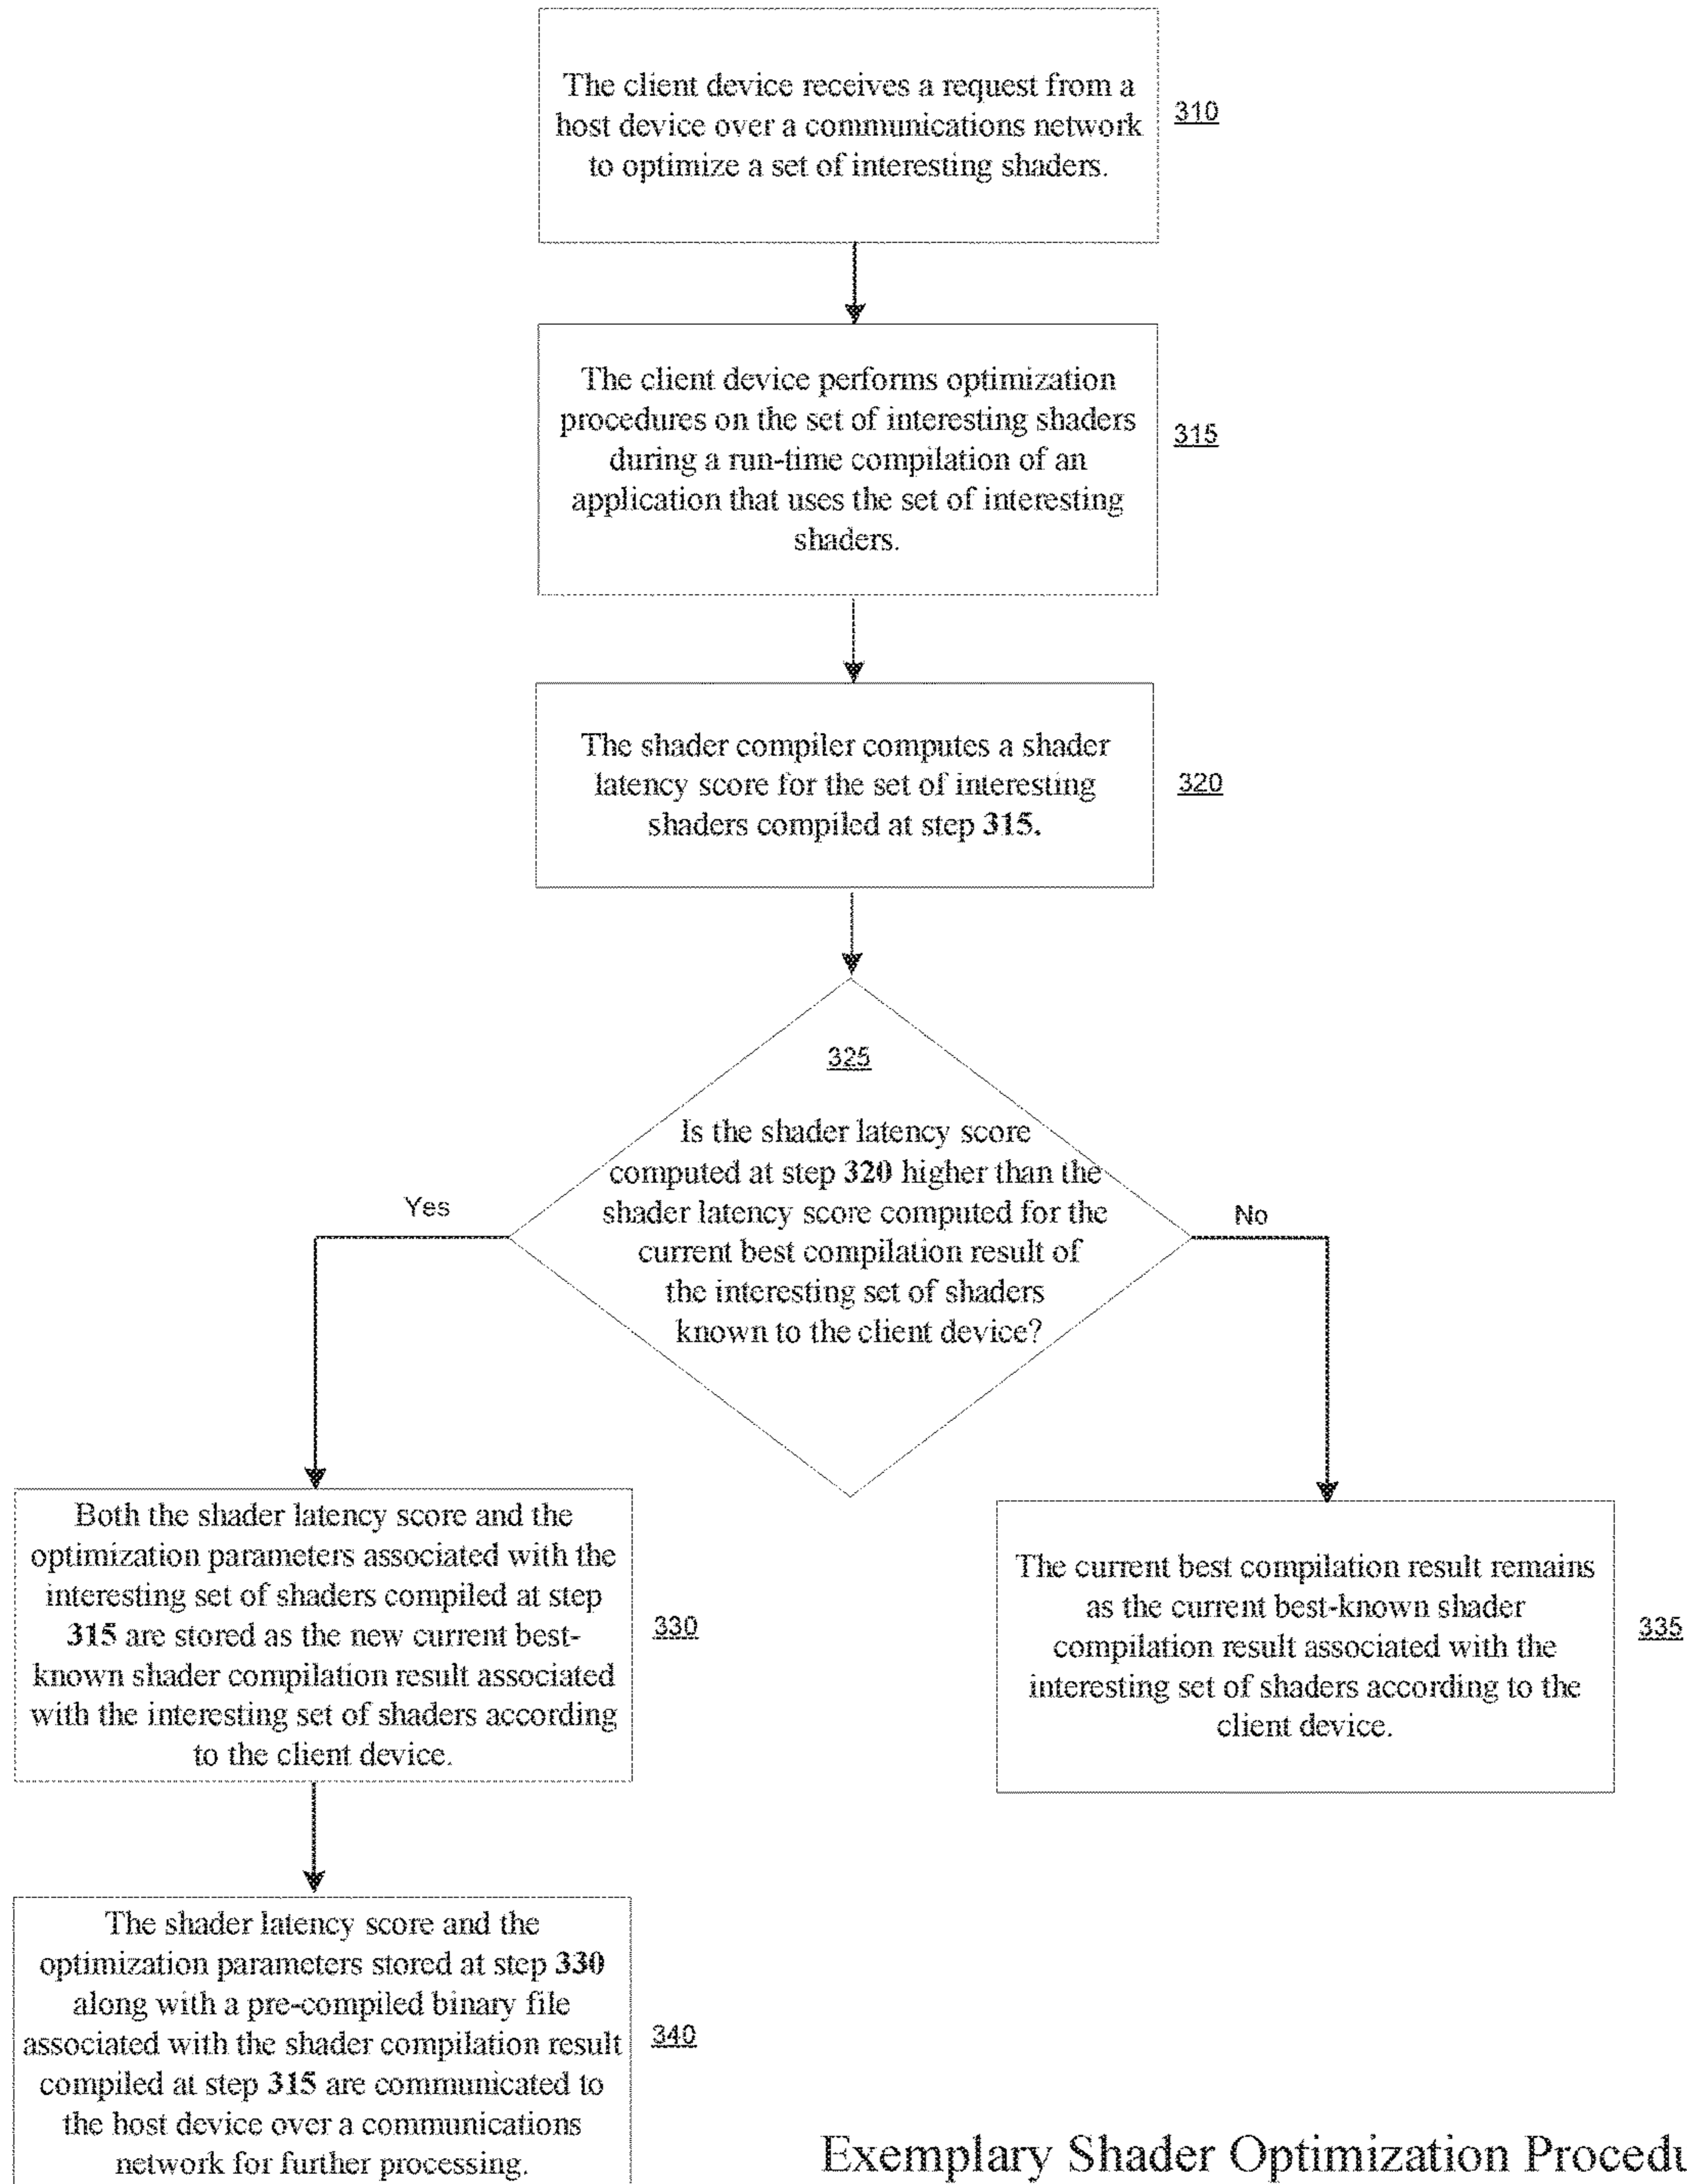 The client device receives a request from a
host device over a communications network
to optimize a set of interesting shaders.
310
The client device performs optimization
procedures on the set of interesting shaders
during a run-time compilation of an
application that uses the set of interesting
shaders.
315
The shader compiler computes a shader
latency score for the set of interesting
shaders compiled at step 315.
320
325
Is the shader latency score
computed at step 320 higher than the
shader latency score computed for the
current best compilation result of
the interesting set of shaders
known to the client device?
Yes
No
Both the shader latency score and the
optimization parameters associated with the
interesting set of shaders compiled at step
315 are stored as the new current best-
known shader compilation result associated
with the interesting set of shaders according
to the client device.
330
The current best compilation result remains
as the current best-known shader
compilation result associated with the
interesting set of shaders according to the
client device.
335
The shader latency score and the
optimization parameters stored at step 330
along with a pre-compiled binary file
associated with the shader compilation result
compiled at step 315 are communicated to
the host device over a communications
network for further processing.
340
Exemplary Shader Optimization Procedu